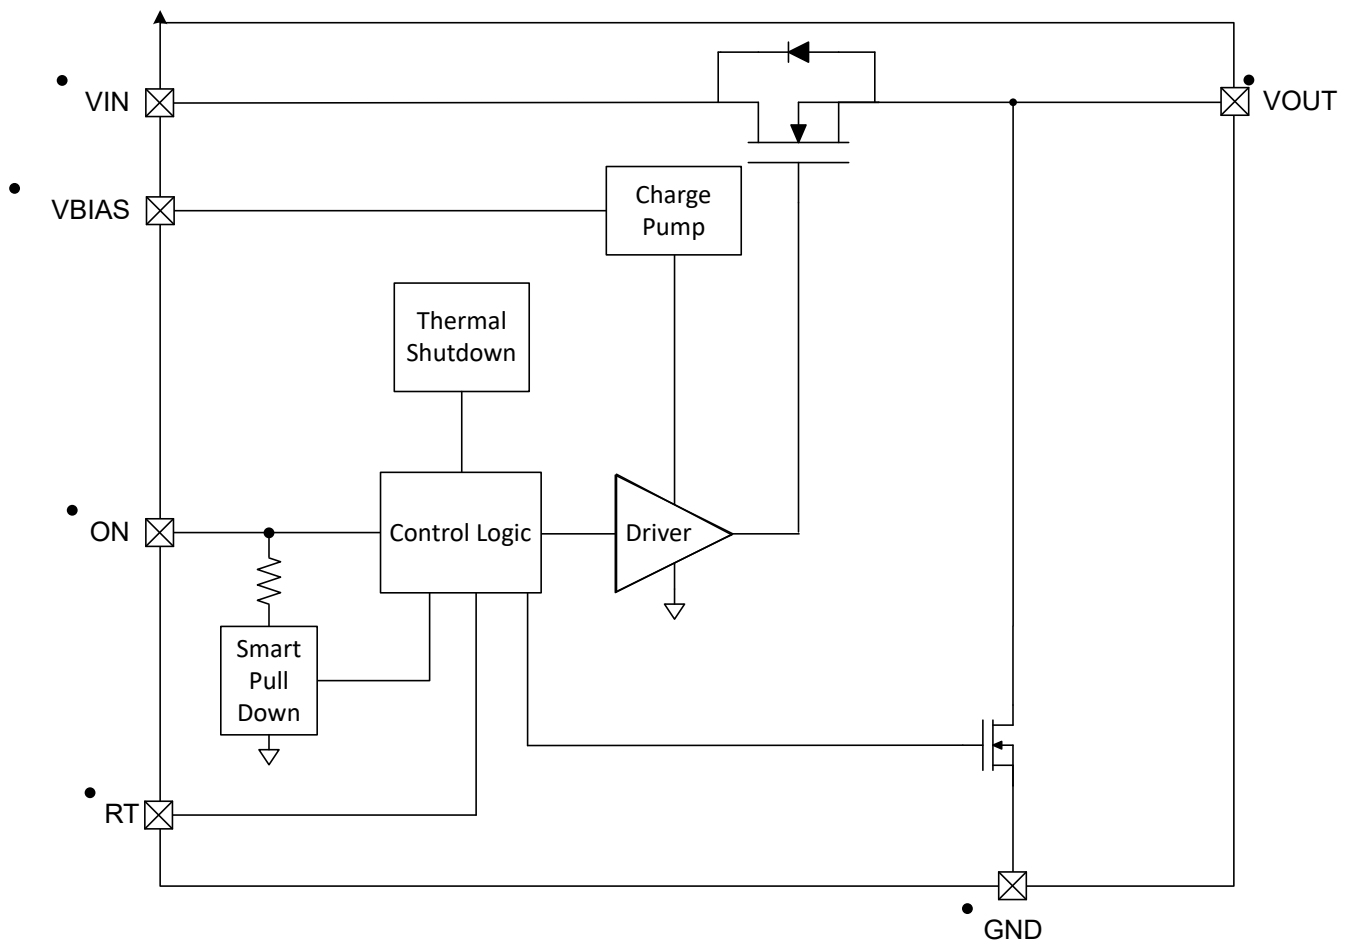 VIN
VOUT
Charge
Pump
VBIAS
Thermal
Shutdown
ON
Control Logic
Driver
Smart
Pull
Down
RT
GND